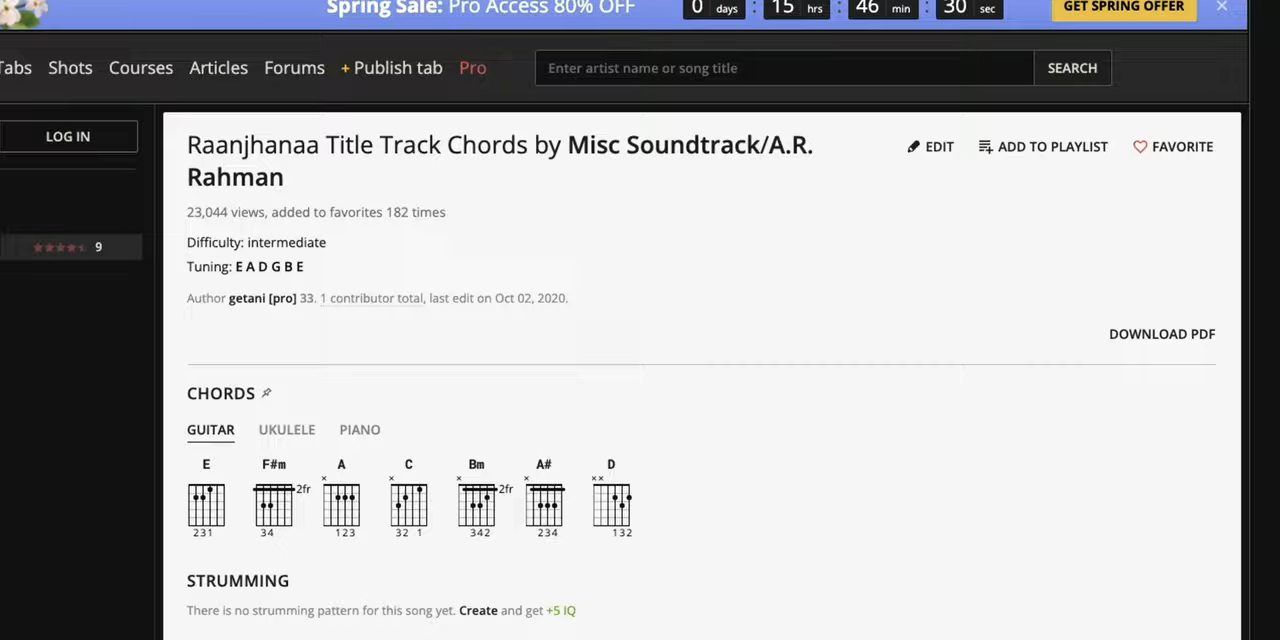 Spring Sale: Pro Access 80% OFF 0 days : 15 hrs : 46 min : 30 sec GET SPRING OFFER ✕
Tabs Shots Courses Articles Forums + Publish tab Pro Enter artist name or song title SEARCH
LOG IN
Raanjhanaa Title Track Chords by Misc Soundtrack/A.R.
Rahman
EDIT ADD TO PLAYLIST FAVORITE
23,044 views, added to favorites 182 times
Difficulty: intermediate
9
Tuning: E A D G B E
Author getani [pro] 33. 1 contributor total, last edit on Oct 02, 2020.
DOWNLOAD PDF
CHORDS
GUITAR UKULELE PIANO
E F#m A C Bm A# D
x x x x xx
2fr 2fr
231 34 123 32 1 342 234 132
STRUMMING
There is no strumming pattern for this song yet. Create and get +5 IQ